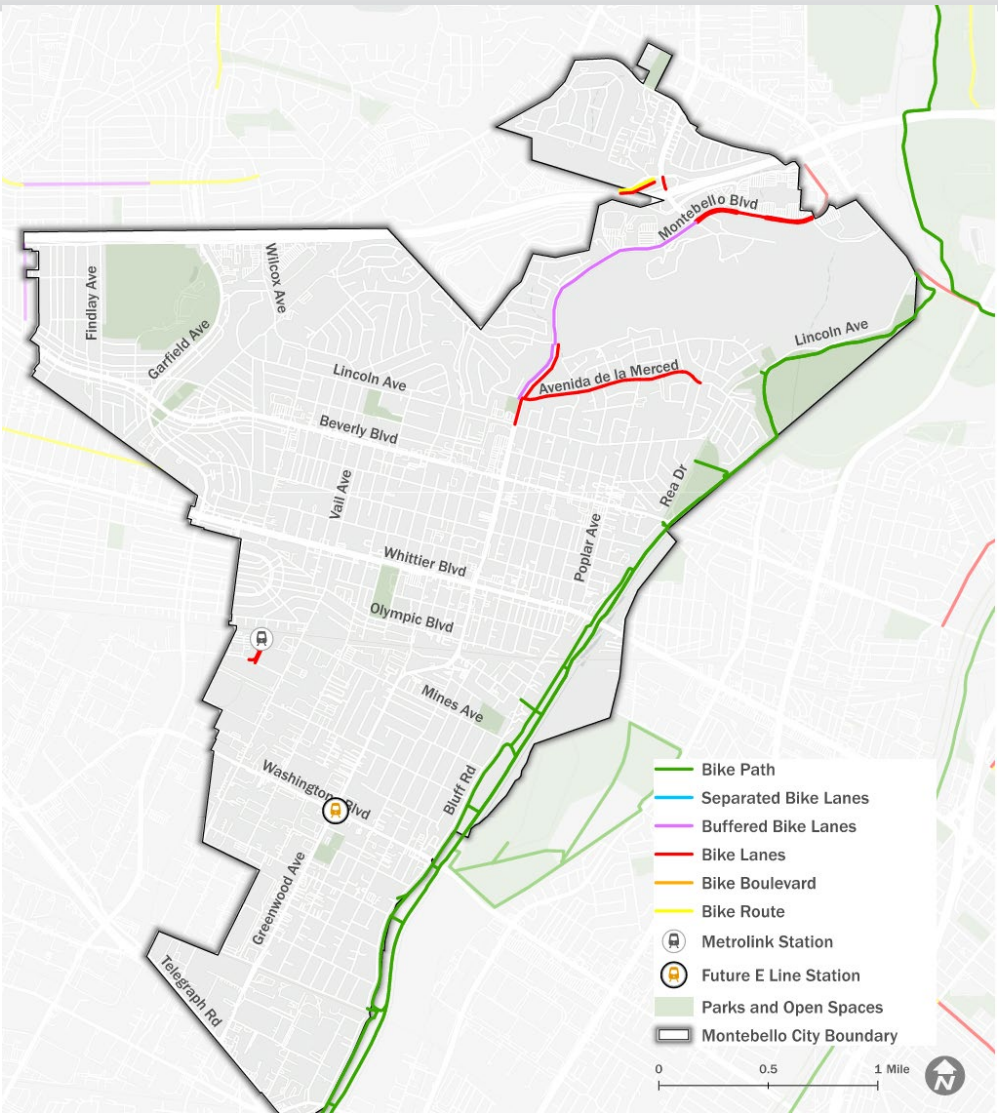 Montebello Blvd
Findlay Ave
Wilcox Ave
Garfield Ave
Lincoln Ave
Lincoln Ave
Avenida de la Merced
Beverly Blvd
Vail Ave
Rea Dr
Poplar Ave
Whittier Blvd
Olympic Blvd
Mines Ave
Washington Blvd
Bluff Rd
Greenwood Ave
Telegraph Rd
Bike Path
Separated Bike Lanes
Buffered Bike Lanes
Bike Lanes
Bike Boulevard
Bike Route
Metrolink Station
Future E Line Station
Parks and Open Spaces
Montebello City Boundary
0 0.5 1 Mile
N